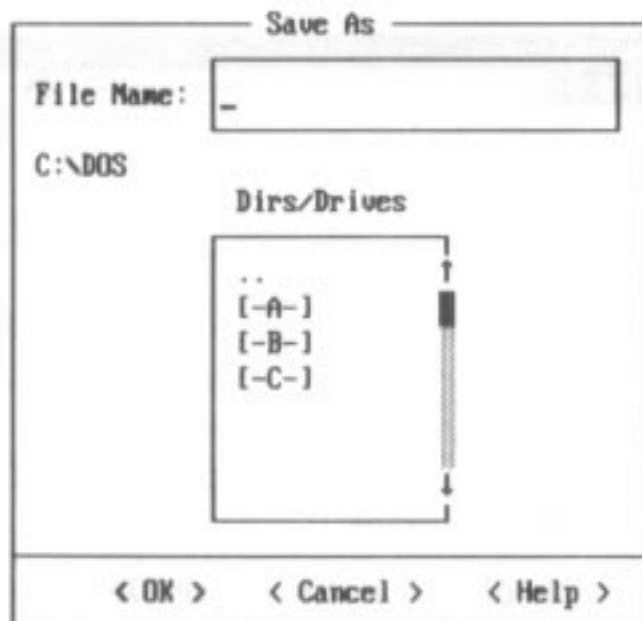 Save As
File Name: _
C:\DOS
Dirs/Drives
..
[-A-]
[-B-]
[-C-]
< OK > < Cancel > < Help >